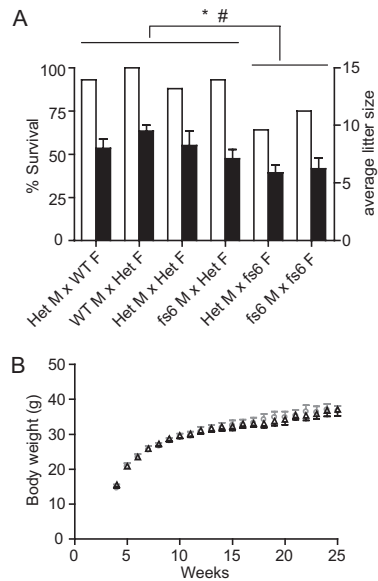 A
* #
100
75
50
25
0
% Survival
15
10
5
0
average litter size
Het M x WT F
WT M x Het F
Het M x Het F
fs6 M x Het F
Het M x fs6 F
fs6 M x fs6 F
B
50
40
30
20
10
0
Body weight (g)
0 5 10 15 20 25
Weeks